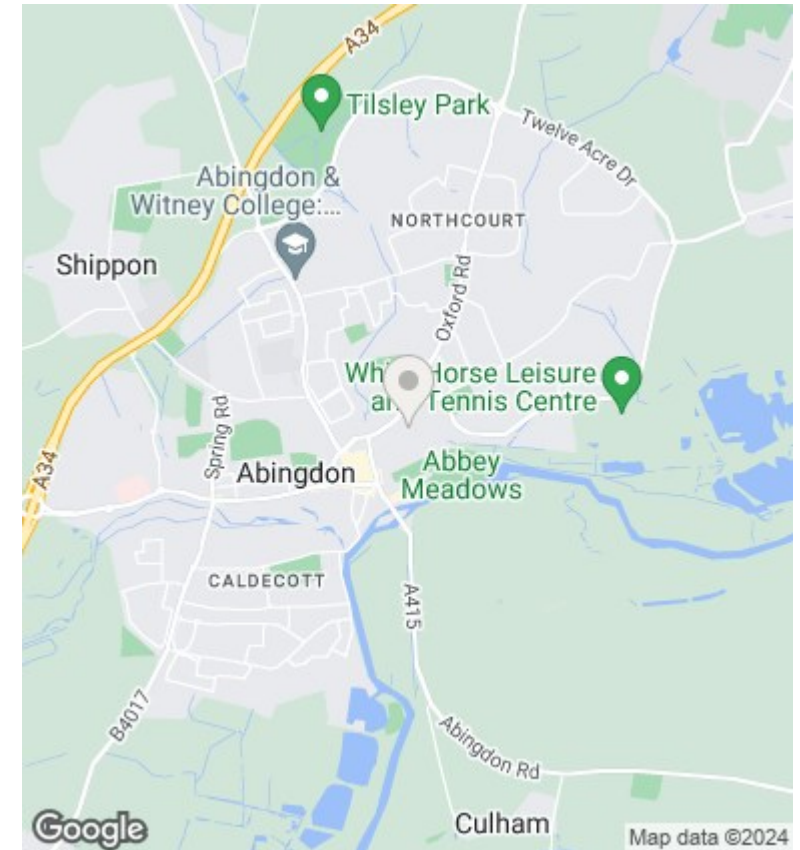 A34
Tilsley Park
Twelve Acre Dr
Abingdon &
Witney College:...
NORTHCOURT
Shippon
Oxford Rd
Horse Leisure
Tennis Centre
Spring Rd
Abingdon
Abbey
Meadows
A34
CALDECOTT
A415
B4017
Abingdon Rd
Culham
Google
Map data ©2024